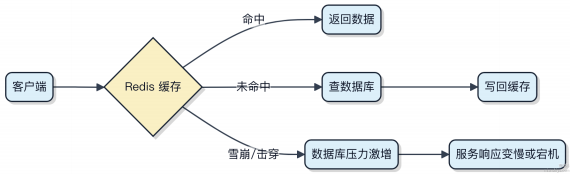 命中
返回数据
客户端
Redis 缓存
未命中
查数据库
写回缓存
雪崩/击穿
数据库压力激增
服务响应变慢或宕机